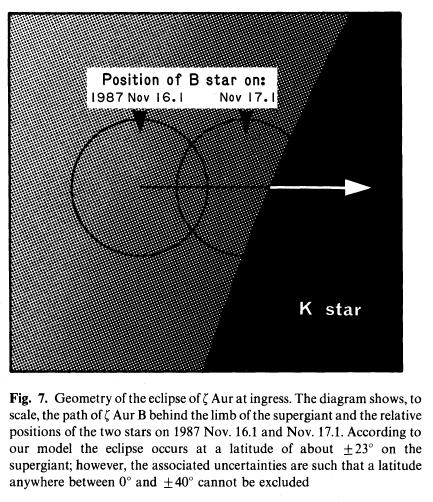 Position of B star on:
1987 Nov 16.1 Nov 17.1
K star
Fig. 7. Geometry of the eclipse of ζ Aur at ingress. The diagram shows, to
scale, the path of ζ Aur B behind the limb of the supergiant and the relative
positions of the two stars on 1987 Nov. 16.1 and Nov. 17.1. According to
our model the eclipse occurs at a latitude of about ±23° on the
supergiant; however, the associated uncertainties are such that a latitude
anywhere between 0° and ±40° cannot be excluded